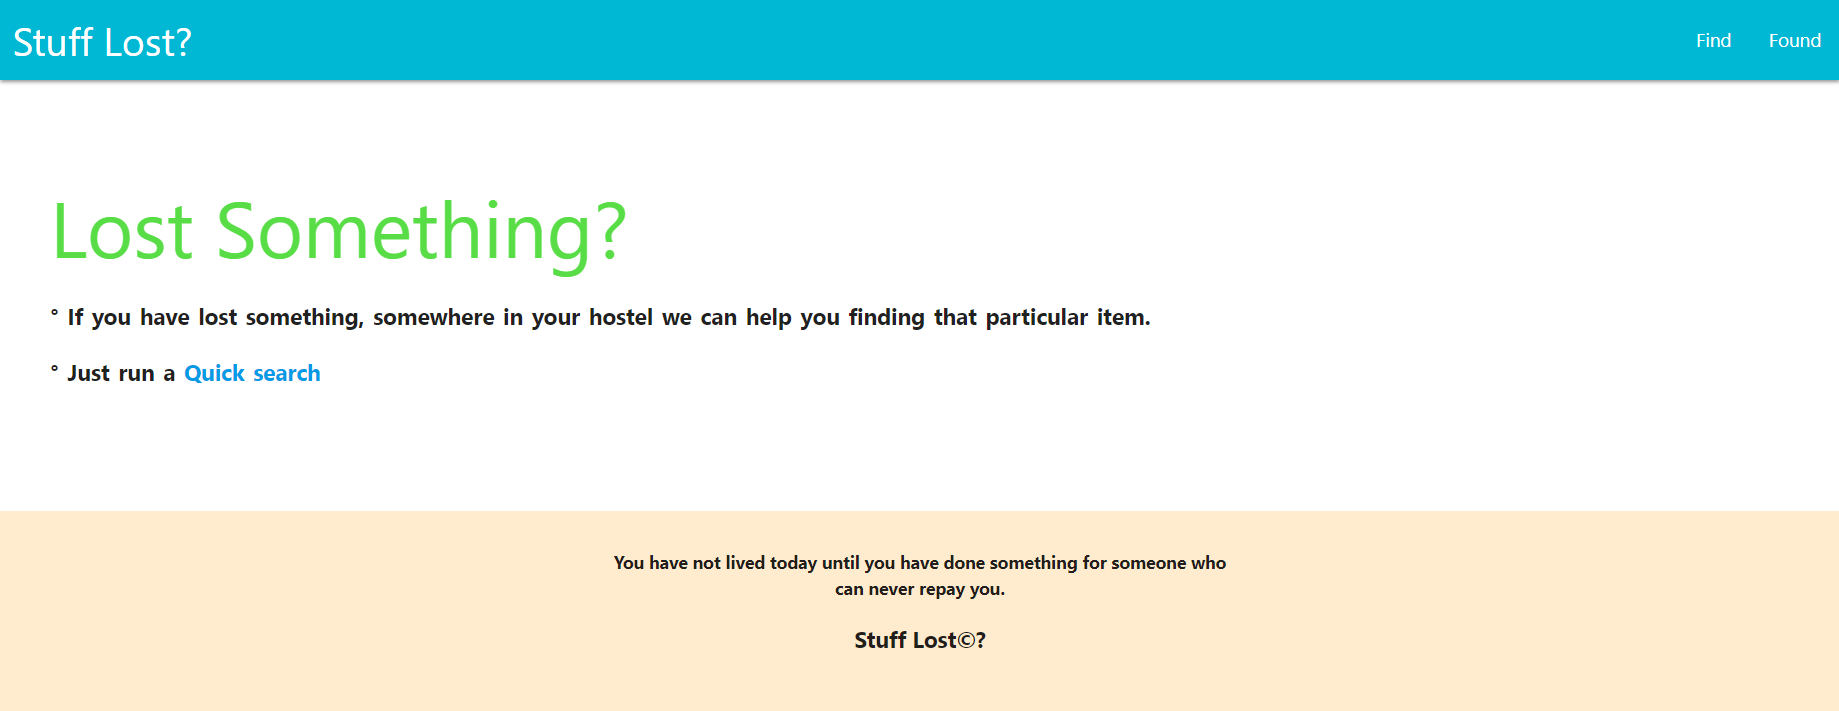 Stuff Lost?
Find
Found
Lost Something?
° If you have lost something, somewhere in your hostel we can help you finding that particular item.
° Just run a Quick search
You have not lived today until you have done something for someone who
can never repay you.
Stuff Lost©?